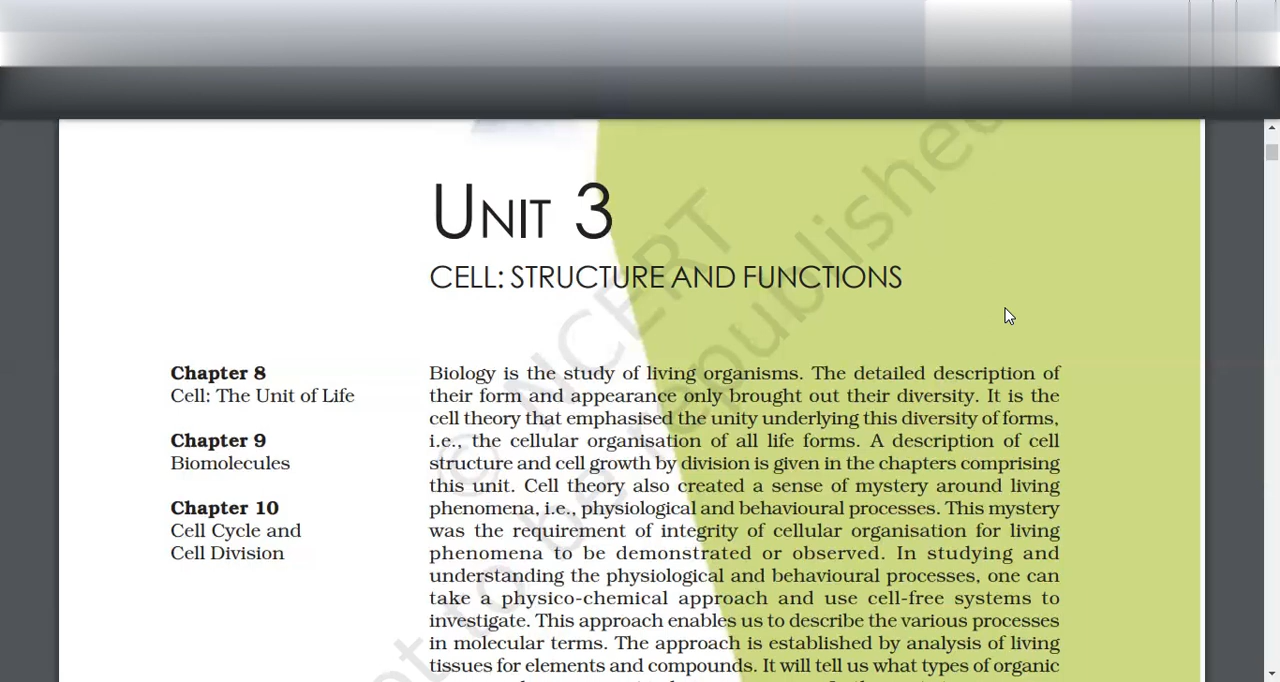 UNIT 3
CELL: STRUCTURE AND FUNCTIONS
Chapter 8
Cell: The Unit of Life
Chapter 9
Biomolecules
Chapter 10
Cell Cycle and
Cell Division
Biology is the study of living organisms. The detailed description of
their form and appearance only brought out their diversity. It is the
cell theory that emphasised the unity underlying this diversity of forms,
i.e., the cellular organisation of all life forms. A description of cell
structure and cell growth by division is given in the chapters comprising
this unit. Cell theory also created a sense of mystery around living
phenomena, i.e., physiological and behavioural processes. This mystery
was the requirement of integrity of cellular organisation for living
phenomena to be demonstrated or observed. In studying and
understanding the physiological and behavioural processes, one can
take a physico-chemical approach and use cell-free systems to
investigate. This approach enables us to describe the various processes
in molecular terms. The approach is established by analysis of living
tissues for elements and compounds. It will tell us what types of organic
© NCERT
not to be republished